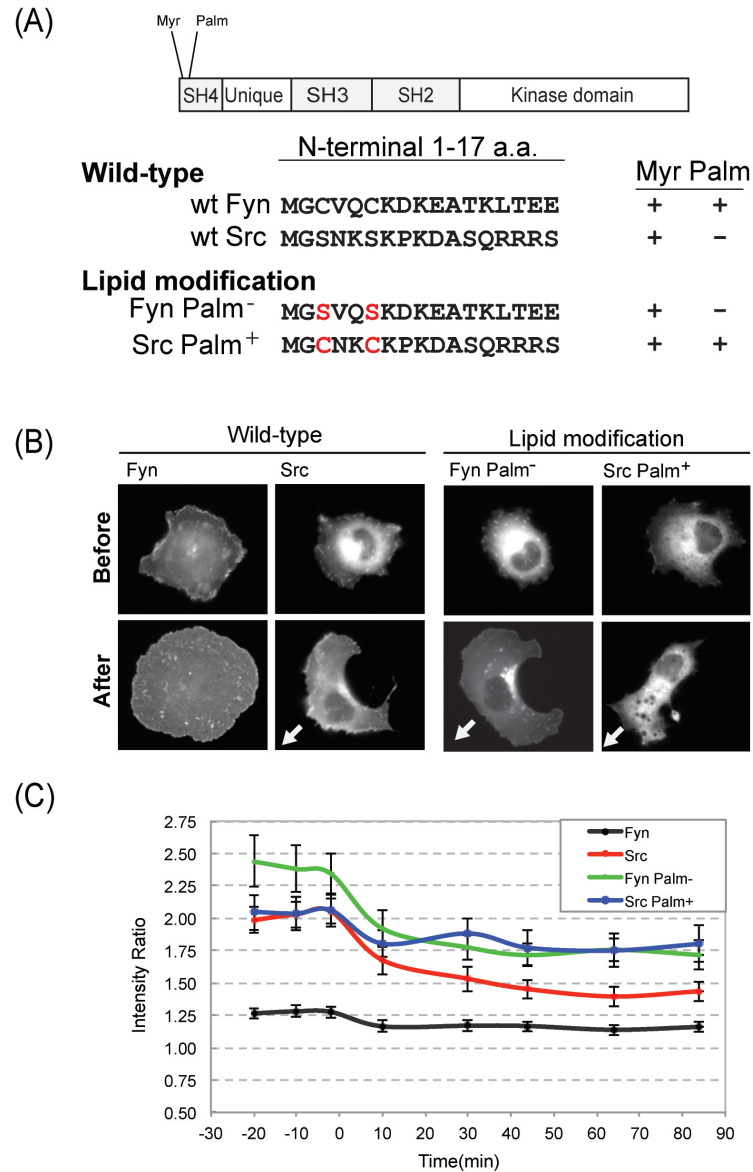 (A)
Myr Palm
SH4 Unique SH3 SH2 Kinase domain
N-terminal 1-17 a.a.
Myr Palm
Wild-type
wt Fyn MGCVQCKDKEATKLTEE + +
wt Src MGSNKSKPKDASQRRRS + −
Lipid modification
Fyn Palm⁻ MGSVQSKDKEATKLTEE + −
Src Palm⁺ MGCNKCKPKDASQRRRS + +
(B)
Wild-type Lipid modification
Fyn Src Fyn Palm⁻ Src Palm⁺
Before
After
(C)
Intensity Ratio
2.75
2.50
2.25
2.00
1.75
1.50
1.25
1.00
0.75
0.50
Fyn
Src
Fyn Palm-
Src Palm+
-30 -20 -10 0 10 20 30 40 50 60 70 80 90
Time(min)